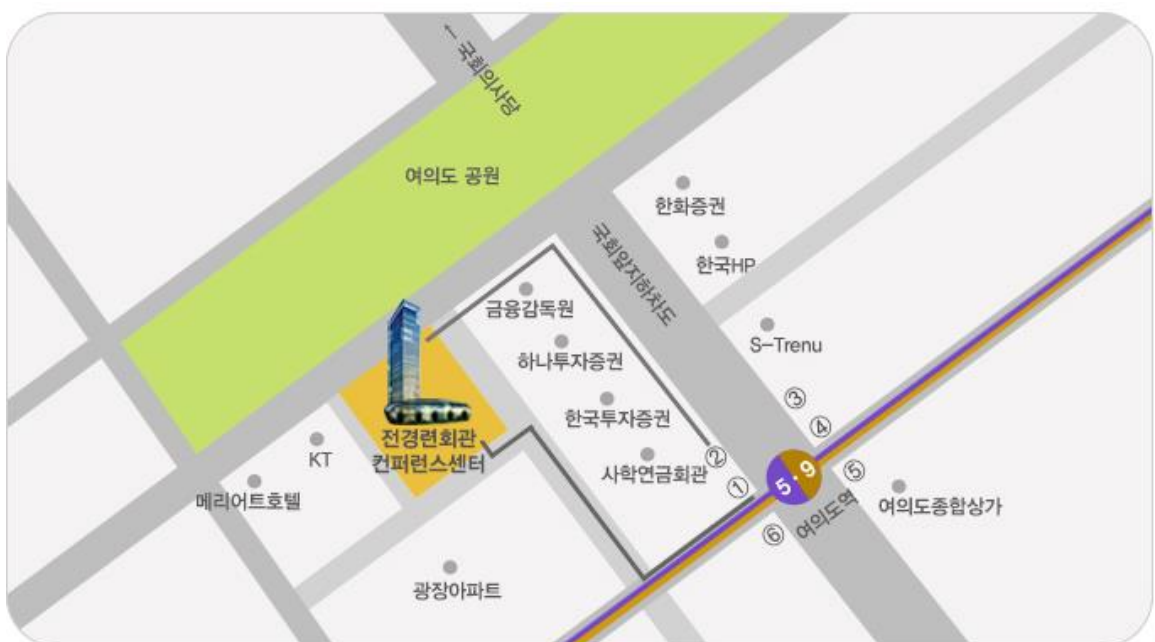 ← 국회의사당
여의도 공원
한화증권
한국HP
국회앞지하차도
금융감독원
S-Trenu
하나투자증권
③
한국투자증권
④
전경련회관
컨퍼런스센터
②
KT
사학연금회관
①
5·9
⑤
메리어트호텔
여의도역
여의도종합상가
⑥
광장아파트